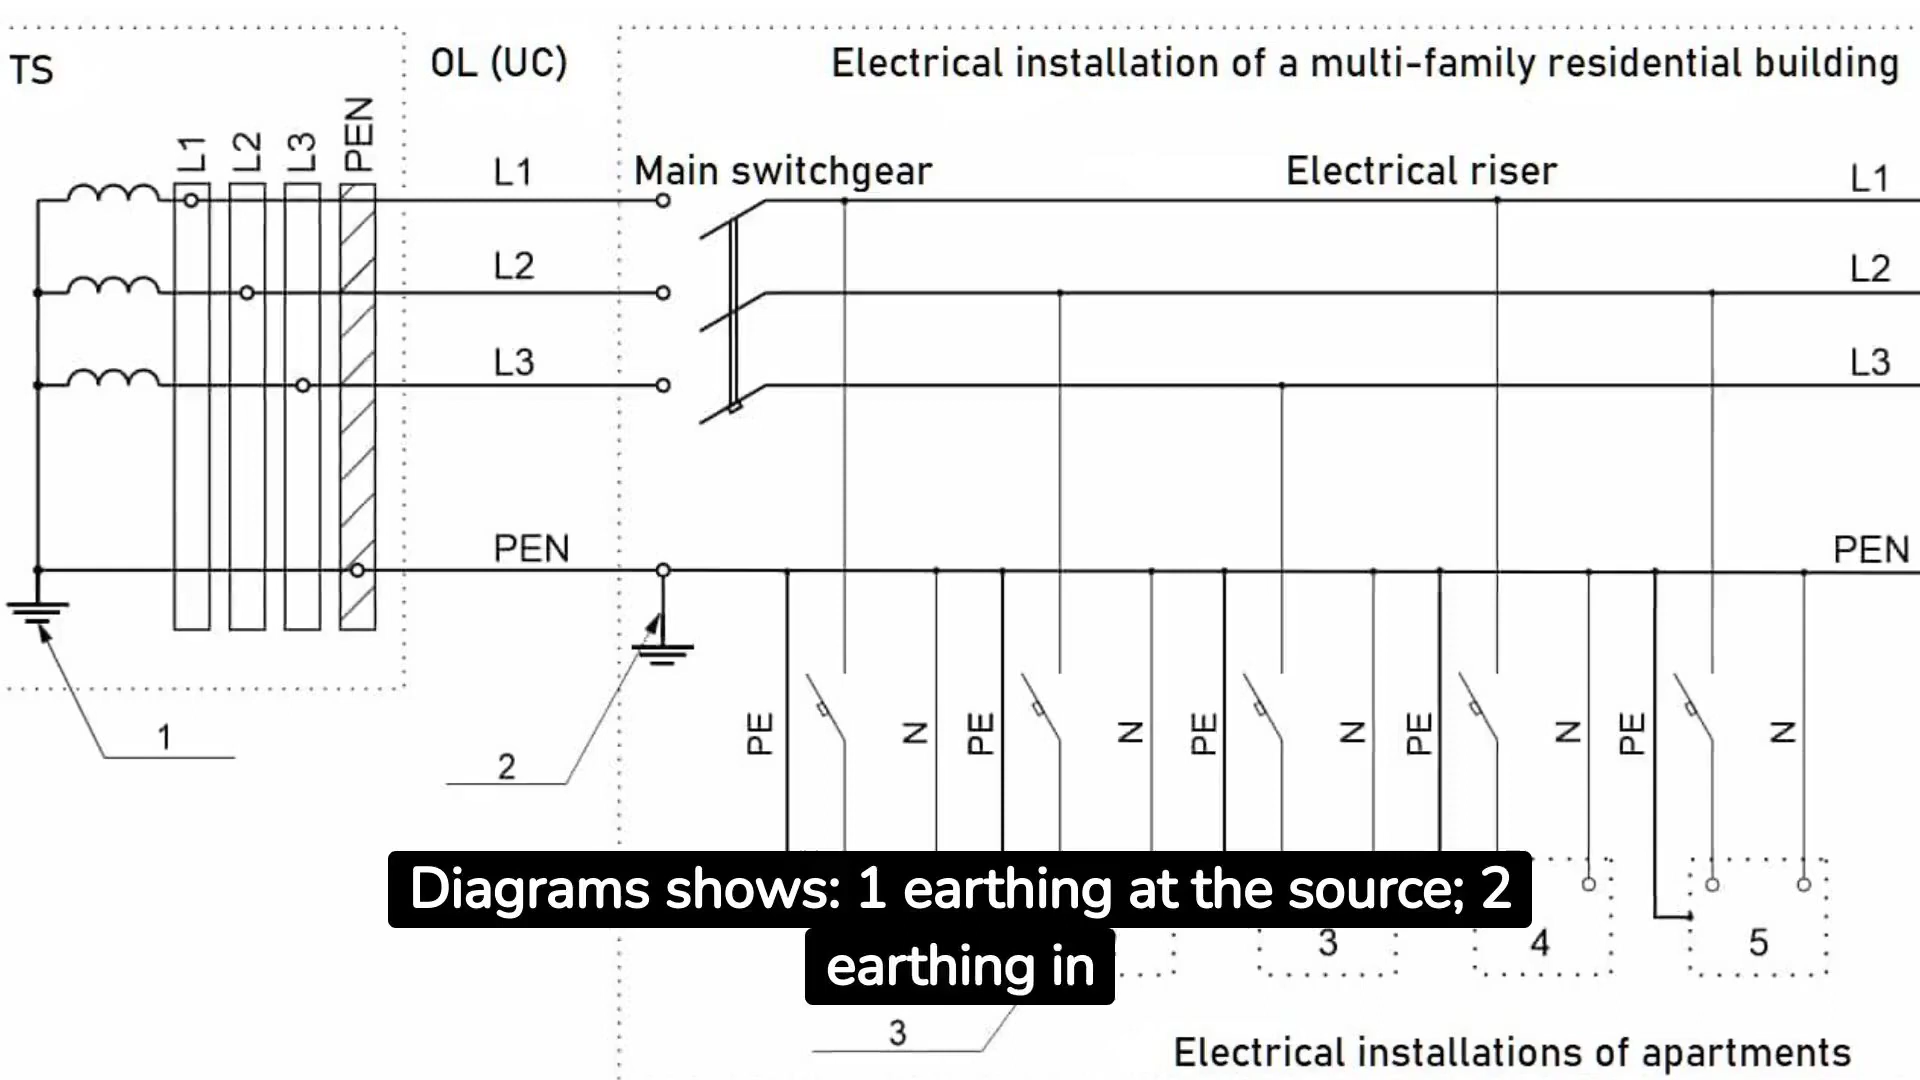 TS
OL (UC)
Electrical installation of a multi-family residential building
L1
L2
L3
PEN
L1
Main switchgear
Electrical riser
L1
L2
L2
L3
L3
PEN
PEN
1
2
PE
N
PE
N
PE
N
PE
N
PE
N
Diagrams shows: 1 earthing at the source; 2
earthing in
3
4
5
3
Electrical installations of apartments